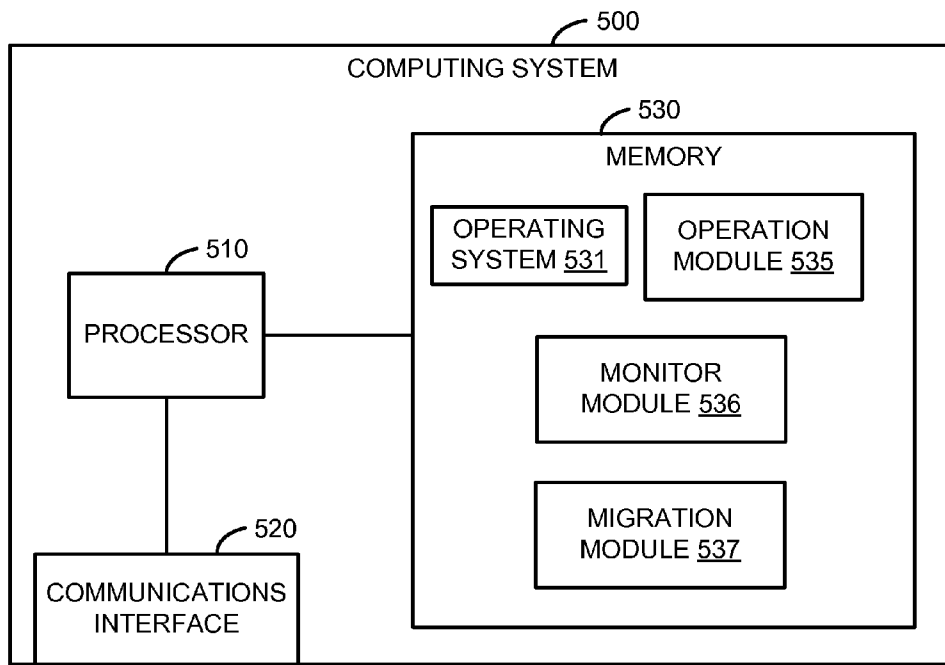 500
COMPUTING SYSTEM
530
MEMORY
OPERATING
SYSTEM 531
OPERATION
MODULE 535
510
PROCESSOR
MONITOR
MODULE 536
MIGRATION
MODULE 537
520
COMMUNICATIONS
INTERFACE